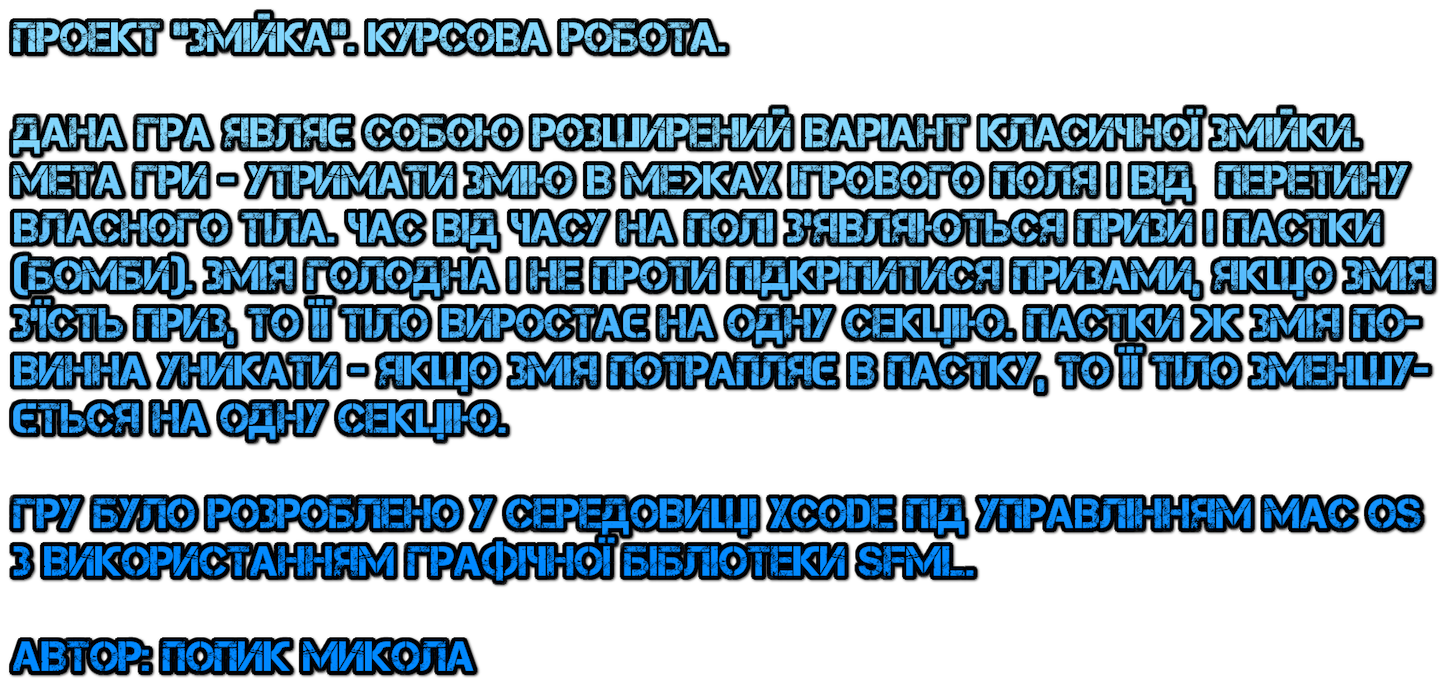 ПРОЕКТ "ЗМІЙКА". КУРСОВА РОБОТА.
ДАНА ГРА ЯВЛЯЄ СОБОЮ РОЗШИРЕНИЙ ВАРІАНТ КЛАСИЧНОЇ ЗМІЙКИ.
МЕТА ГРИ - УТРИМАТИ ЗМІЮ В МЕЖАХ ІГРОВОГО ПОЛЯ І ВІД ПЕРЕТИНУ
ВЛАСНОГО ТІЛА. ЧАС ВІД ЧАСУ НА ПОЛІ З'ЯВЛЯЮТЬСЯ ПРИЗИ І ПАСТКИ
(БОМБИ). ЗМІЯ ГОЛОДНА І НЕ ПРОТИ ПІДКРІПИТИСЯ ПРИЗАМИ, ЯКЩО ЗМІЯ
З'ЇСТЬ ПРИЗ, ТО ЇЇ ТІЛО ВИРОСТАЄ НА ОДНУ СЕКЦІЮ. ПАСТКИ Ж ЗМІЯ ПО-
ВИННА УНИКАТИ - ЯКЩО ЗМІЯ ПОТРАПЛЯЄ В ПАСТКУ, ТО ЇЇ ТІЛО ЗМЕНШУ-
ЄТЬСЯ НА ОДНУ СЕКЦІЮ.
ГРУ БУЛО РОЗРОБЛЕНО У СЕРЕДОВИЩІ XCODE ПІД УПРАВЛІННЯМ MAC OS
З ВИКОРИСТАННЯМ ГРАФІЧНОЇ БІБЛІОТЕКИ SFML.
АВТОР: ПОПИК МИКОЛА